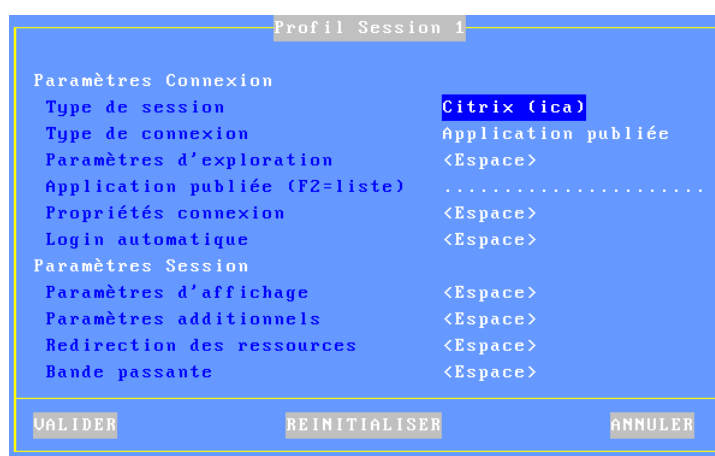 Profil Session 1
Paramètres Connexion
Type de session Citrix (ica)
Type de connexion Application publiée
Paramètres d'exploration <Espace>
Application publiée (F2=liste) ......................
Propriétés connexion <Espace>
Login automatique <Espace>
Paramètres Session
Paramètres d'affichage <Espace>
Paramètres additionnels <Espace>
Redirection des ressources <Espace>
Bande passante <Espace>
VALIDER REINITIALISER ANNULER